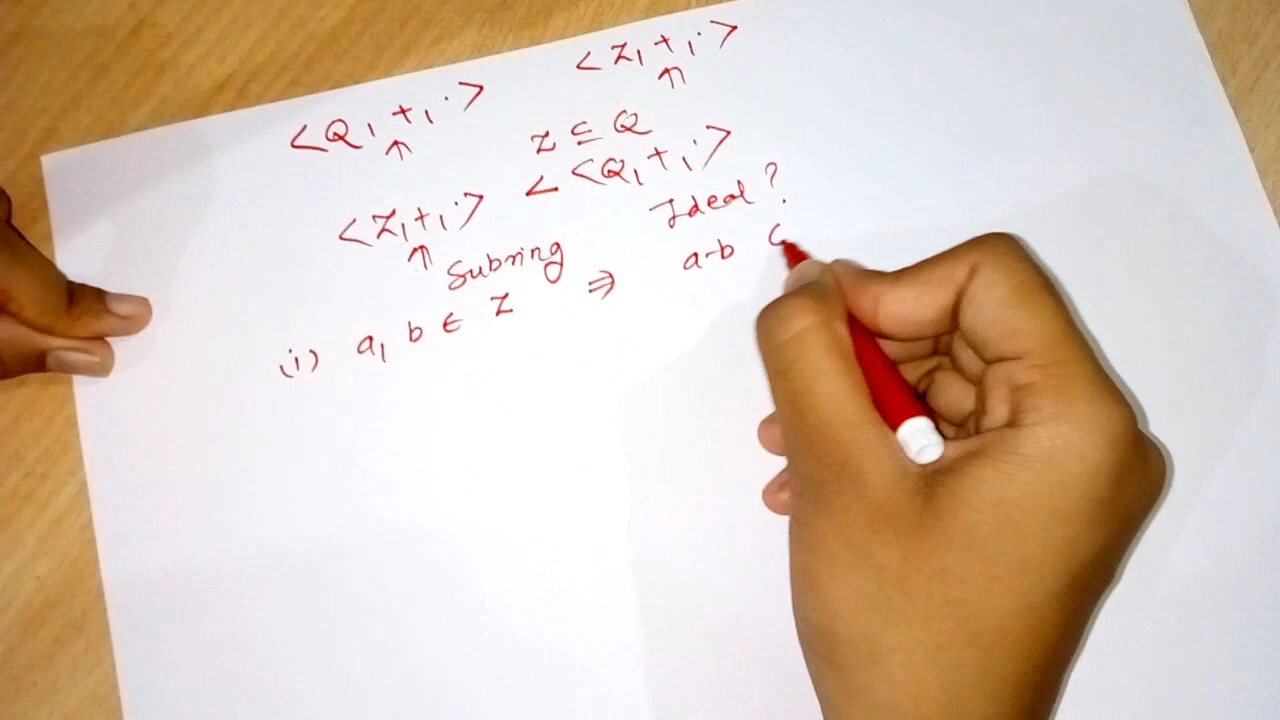 <Z, +, ·>
<Q, +, ·>
↑
↑
Z ⊆ Q
<Z, +, ·> < <Q, +, ·>
↑ Subring Ideal ?
(i) a, b ∈ Z ⇒ a-b